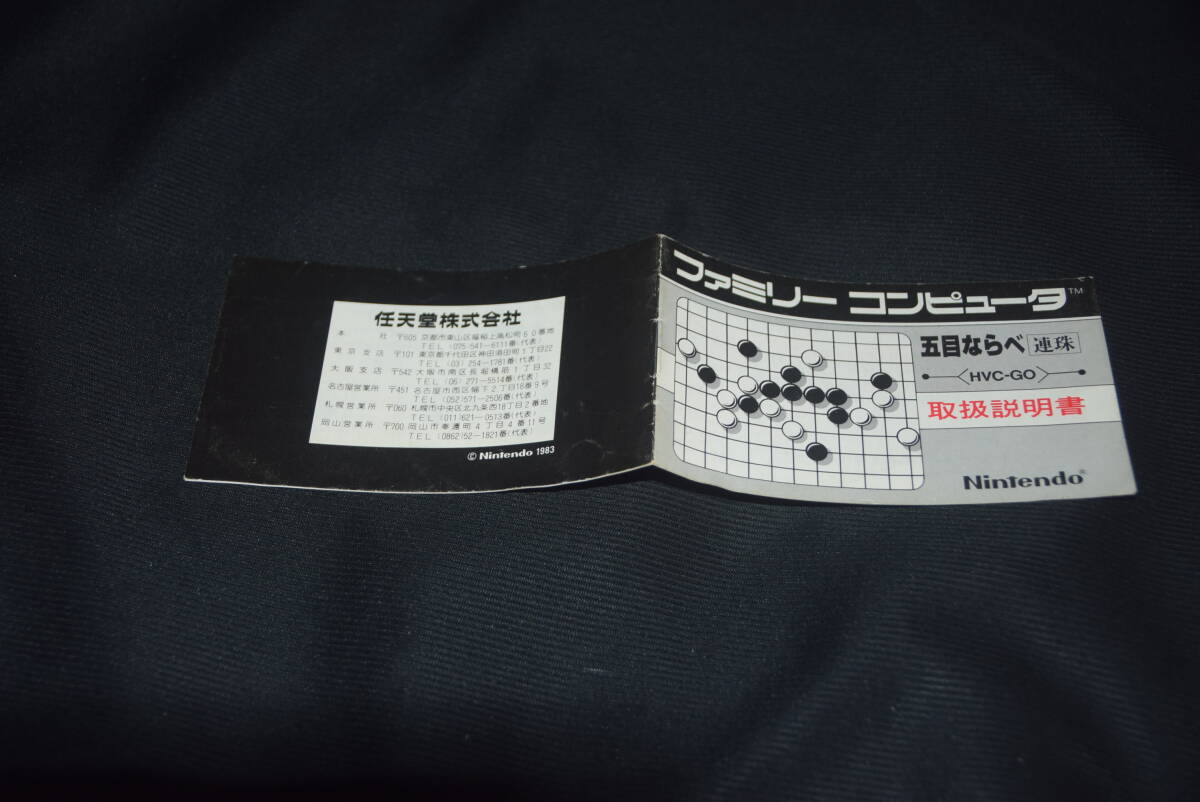 任天堂株式会社
本社 〒605 京都市東山区福稲上高松町60番地
TEL (075)541-6111番(代表)
東京支店 〒101 東京都千代田区神田須田町1丁目22
TEL (03) 254-1781番(代表)
大阪支店 〒542 大阪市南区長堀橋筋1丁目32
TEL (06) 271-5514番(代表)
名古屋営業所 〒451 名古屋市西区幅下2丁目18番9号
TEL (052)571-2506番(代表)
札幌営業所 〒060 札幌市中央区北九条西18丁目2番地
TEL (011)621-0513番(代表)
岡山営業所 〒700 岡山市奉還町4丁目4番11号
TEL (0862)52-1821番(代表)
© Nintendo 1983
ファミリー コンピュータ™
五目ならべ 連珠
HVC-GO
取扱説明書
Nintendo®